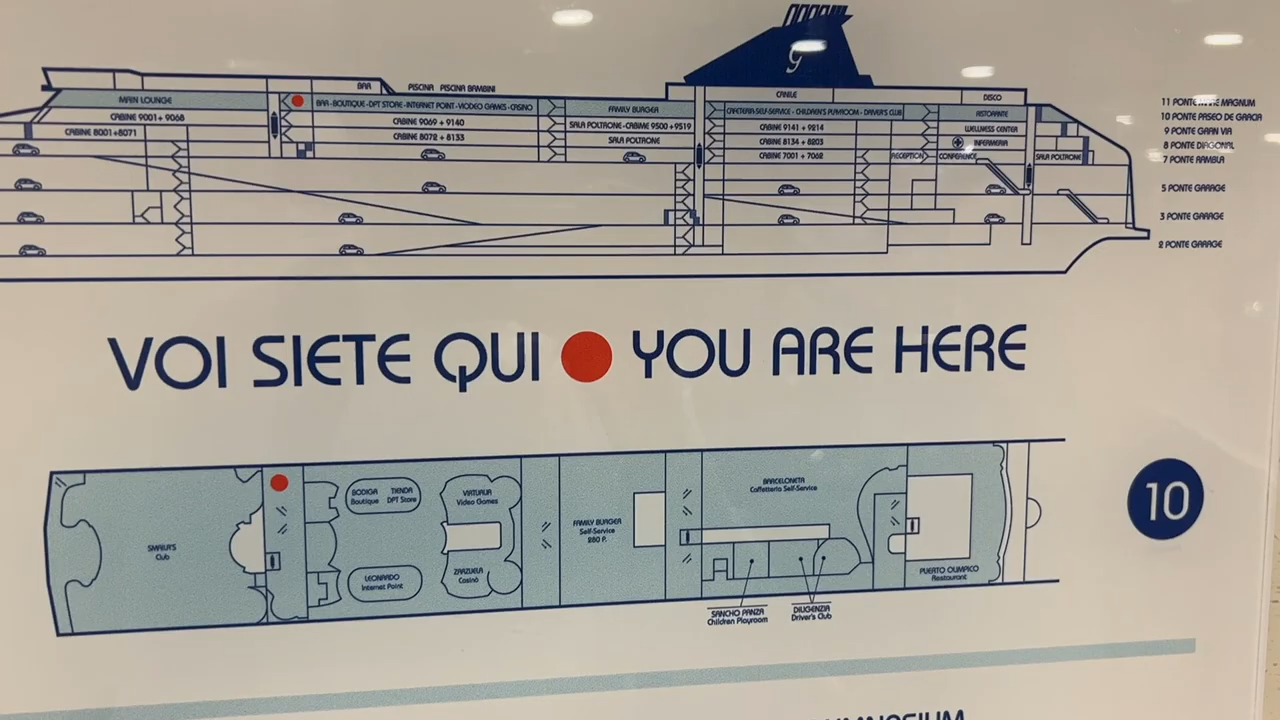 BAR
PISCINA PISCINA BAMBINI
CANILE
DISCO
MAIN LOUNGE
BAR - BOUTIQUE - DPT STORE - INTERNET POINT - VIODEO GAMES - CASINO
FAMILY BURGER
CAFETERIA SELF-SERVICE - CHILDREN'S PLAYROOM - DRIVER'S CLUB
RISTORANTE
CABINE 9001 ÷ 9068
CABINE 9069 ÷ 9140
SALA POLTRONE-CABINE 9500 ÷ 9519
CABINE 9141 ÷ 9214
WELLNESS CENTER
CABINE 8001÷8071
CABINE 8072 ÷ 8133
SALA POLTRONE
CABINE 8134 ÷ 8203
INFERMERIA
CABINE 7001 ÷ 7062
RECEPTION
CONFERENCE
SALA POLTRONE
11 PONTE MAGNUM
10 PONTE PASEO DE GRACIA
9 PONTE GRAN VIA
8 PONTE DIAGONAL
7 PONTE RAMBLA
5 PONTE GARAGE
3 PONTE GARAGE
2 PONTE GARAGE
VOI SIETE QUI YOU ARE HERE
10
Club
BODIGA
Boutique
TIENDA
DPT Store
LEONARDO
Internet Point
Video Games
ZARZUELA
Casinò
FAMILY BURGER
Self-Service
280 P.
BARCELONETA
Caffetteria Self-Service
SANCHO PANZA
Children Playroom
DILIGENZIA
Driver's Club
PUERTO OLIMPICO
Restaurant